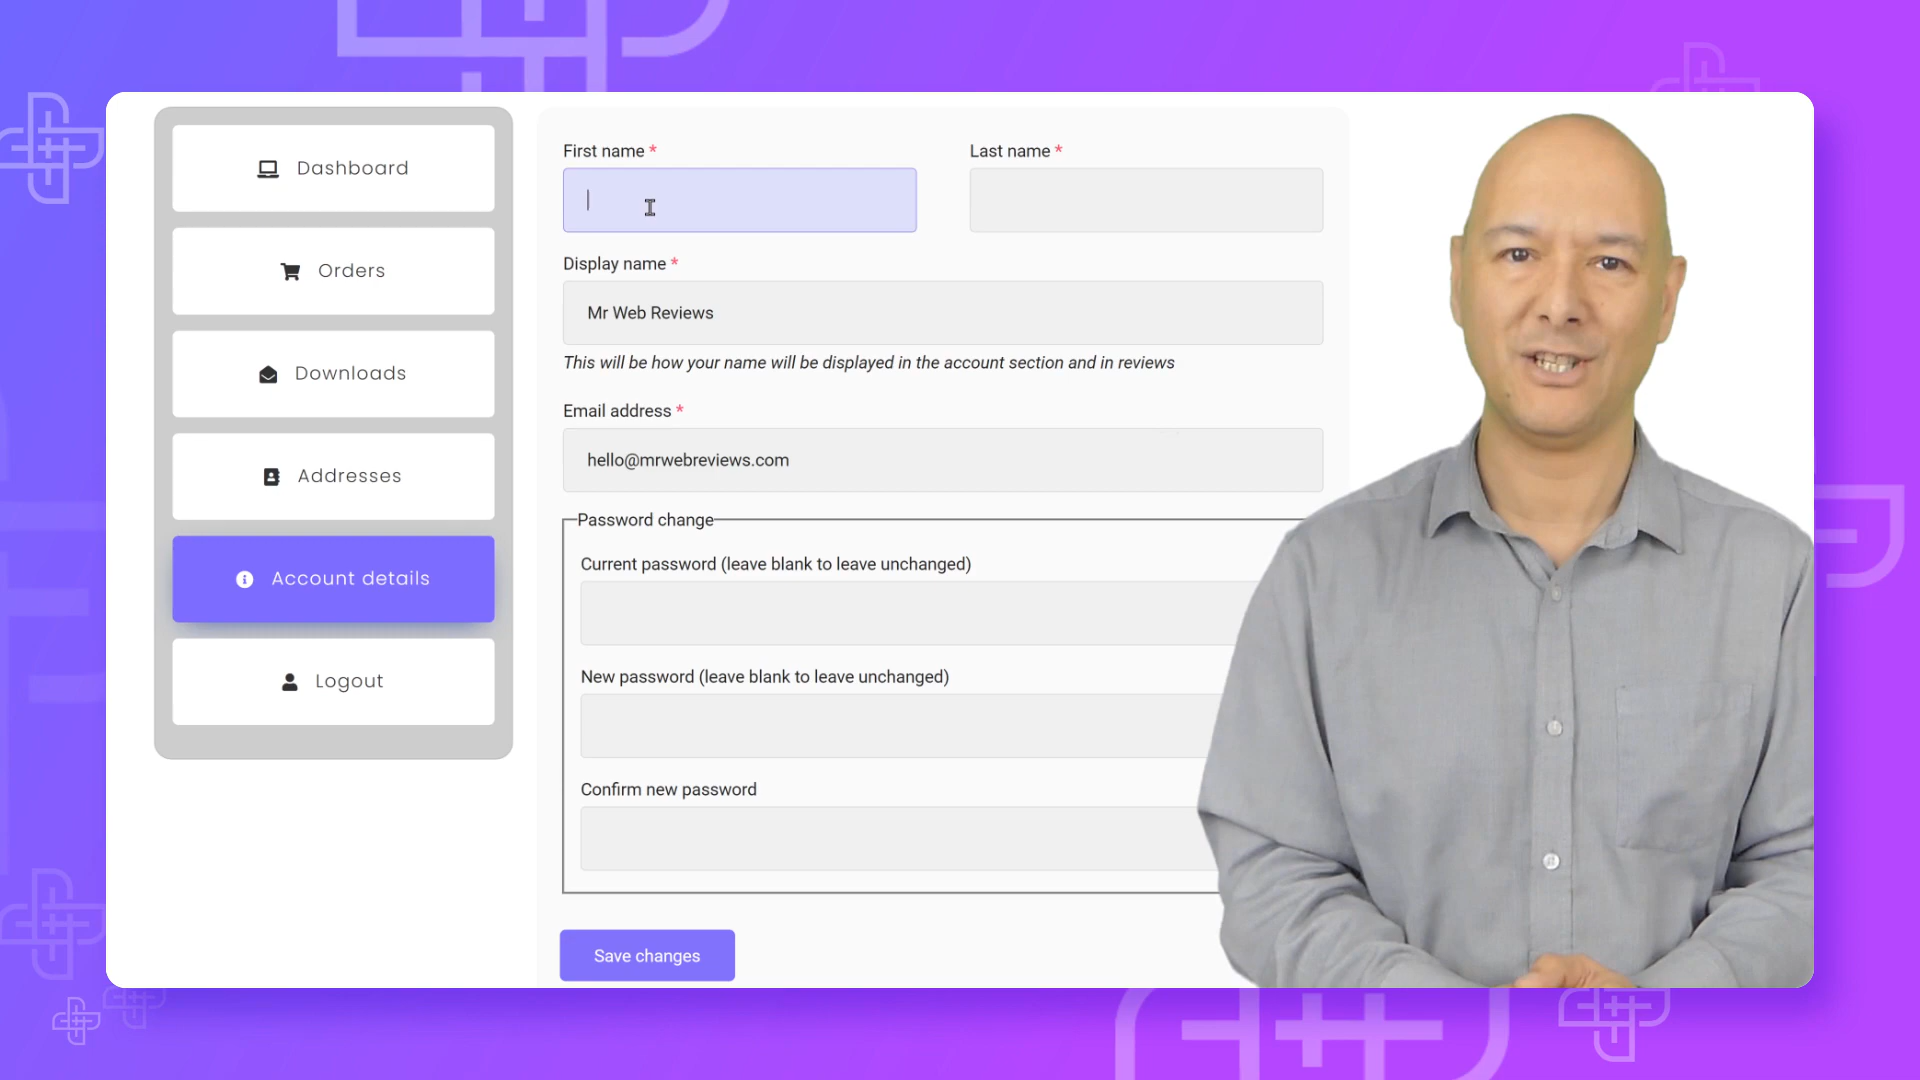 Dashboard
Orders
Downloads
Addresses
Account details
Logout
First name *
Last name *
Display name *
Mr Web Reviews
This will be how your name will be displayed in the account section and in reviews
Email address *
hello@mrwebreviews.com
Password change
Current password (leave blank to leave unchanged)
New password (leave blank to leave unchanged)
Confirm new password
Save changes